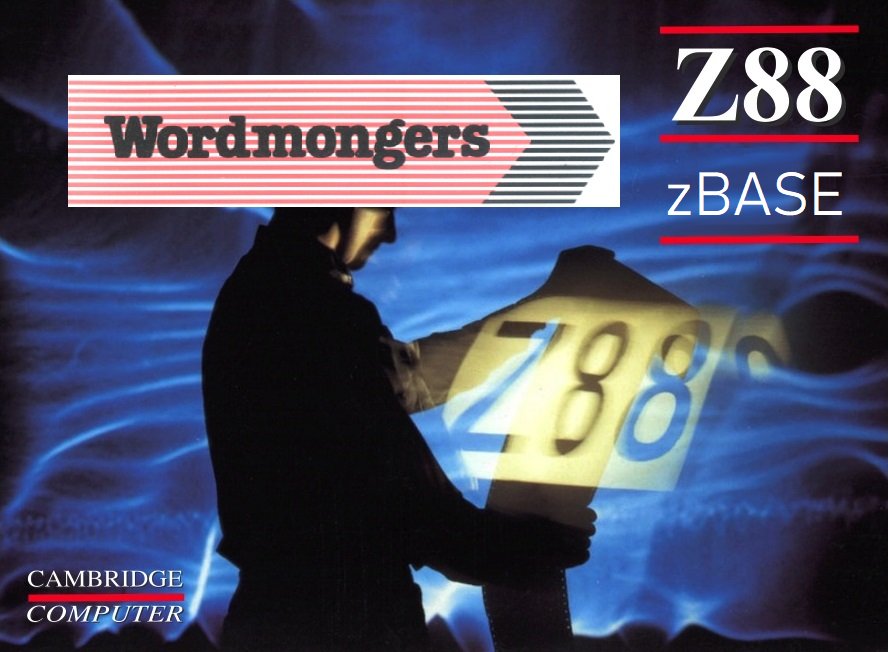 Z88
Wordmongers
zBASE
Z88
CAMBRIDGE
COMPUTER